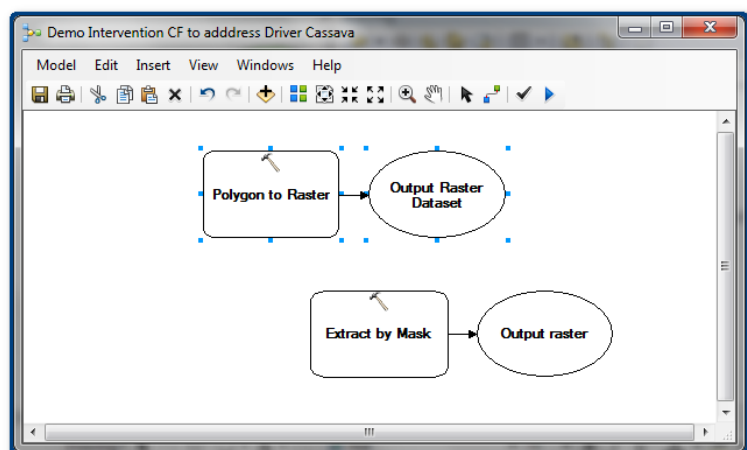 Demo Intervention CF to adddress Driver Cassava
Model Edit Insert View Windows Help
Polygon to Raster
Output Raster
Dataset
Extract by Mask
Output raster